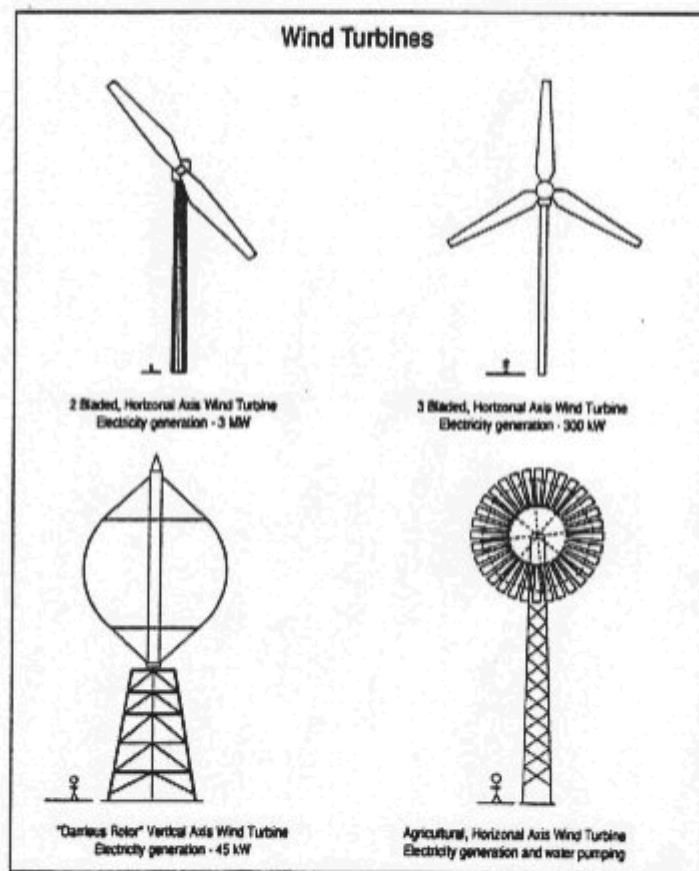 Wind Turbines
2 Bladed, Horizonal Axis Wind Turbine
Electricity generation - 3 MW
3 Bladed, Horizonal Axis Wind Turbine
Electricity generation - 300 kW
"Darrieus Rotor" Vertical Axis Wind Turbine
Electricity generation - 45 kW
Agricultural, Horizonal Axis Wind Turbine
Electricity generation and water pumping